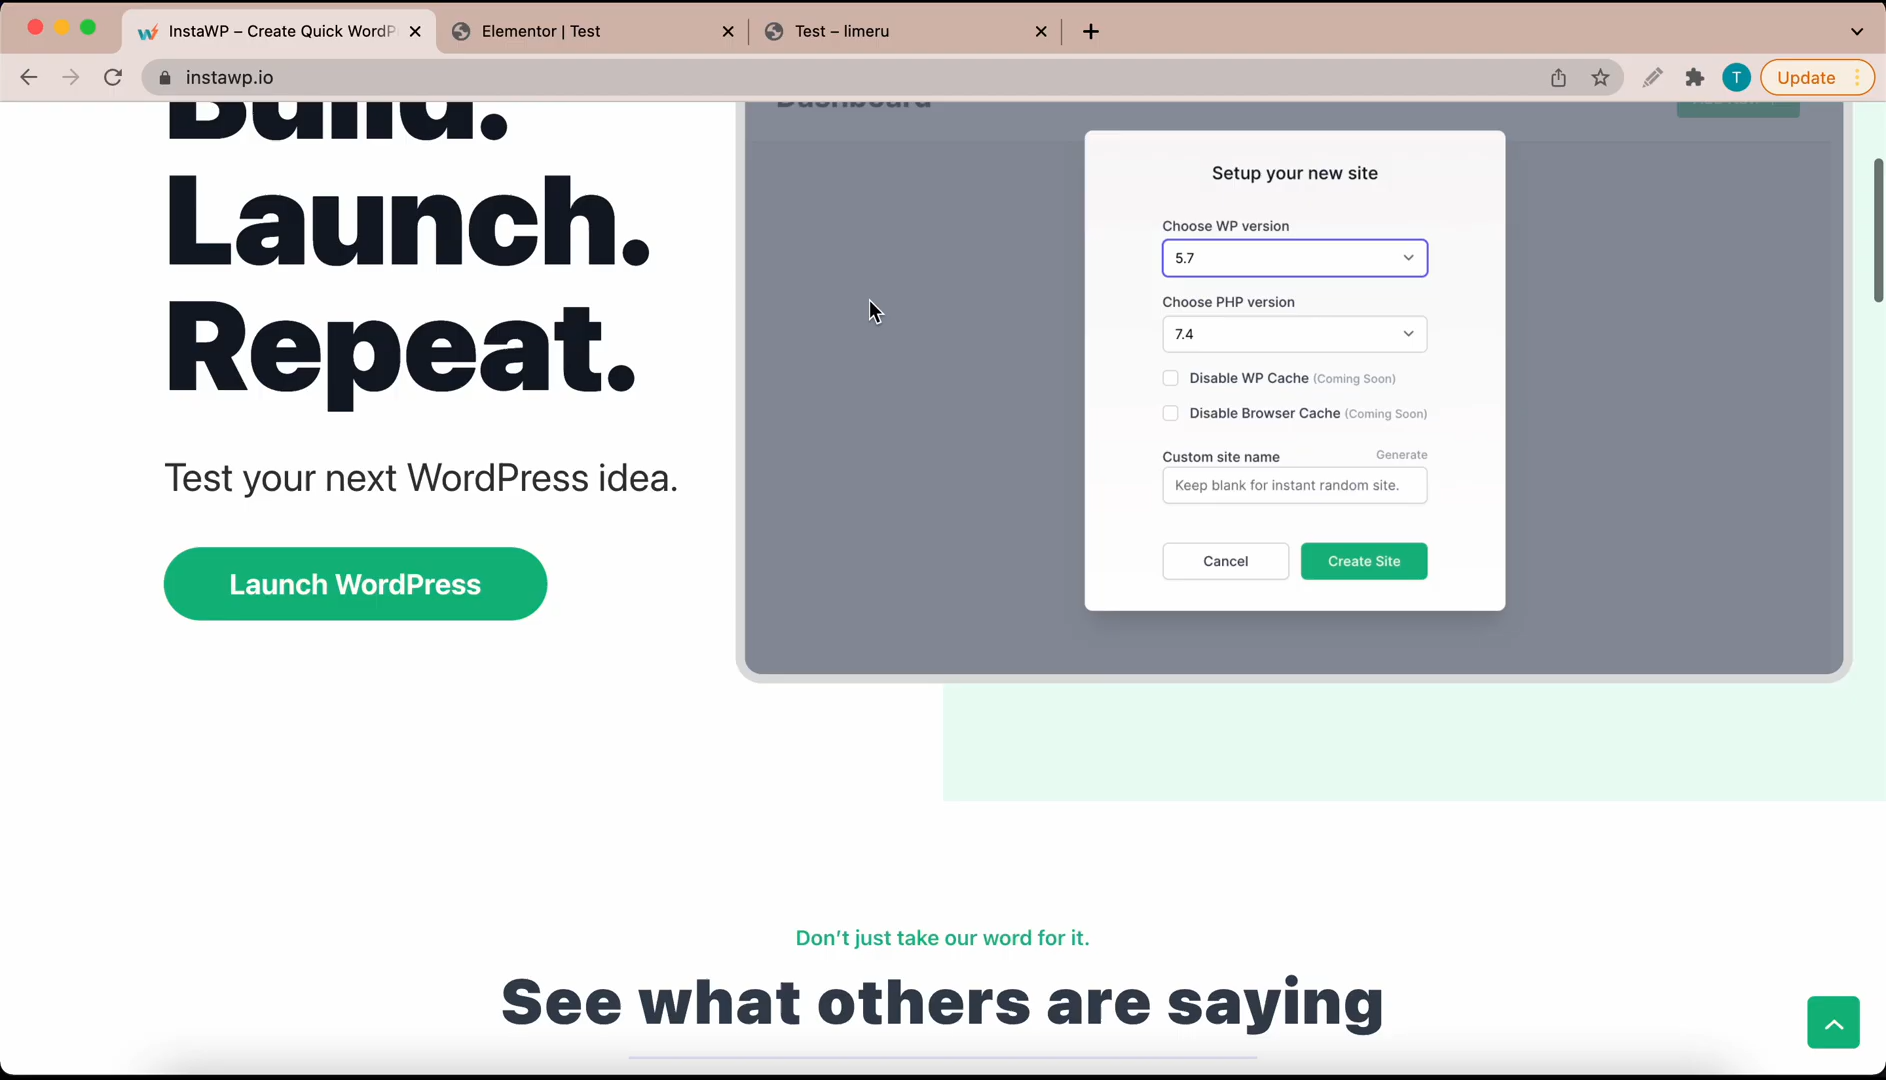 InstaWP – Create Quick WordP
Elementor | Test
Test – limeru
instawp.io
T
Update
Build.
Launch.
Repeat.
Test your next WordPress idea.
Launch WordPress
Dashboard
Setup your new site
Choose WP version
5.7
Choose PHP version
7.4
Disable WP Cache (Coming Soon)
Disable Browser Cache (Coming Soon)
Custom site name Generate
Keep blank for instant random site.
Cancel Create Site
Don't just take our word for it.
See what others are saying